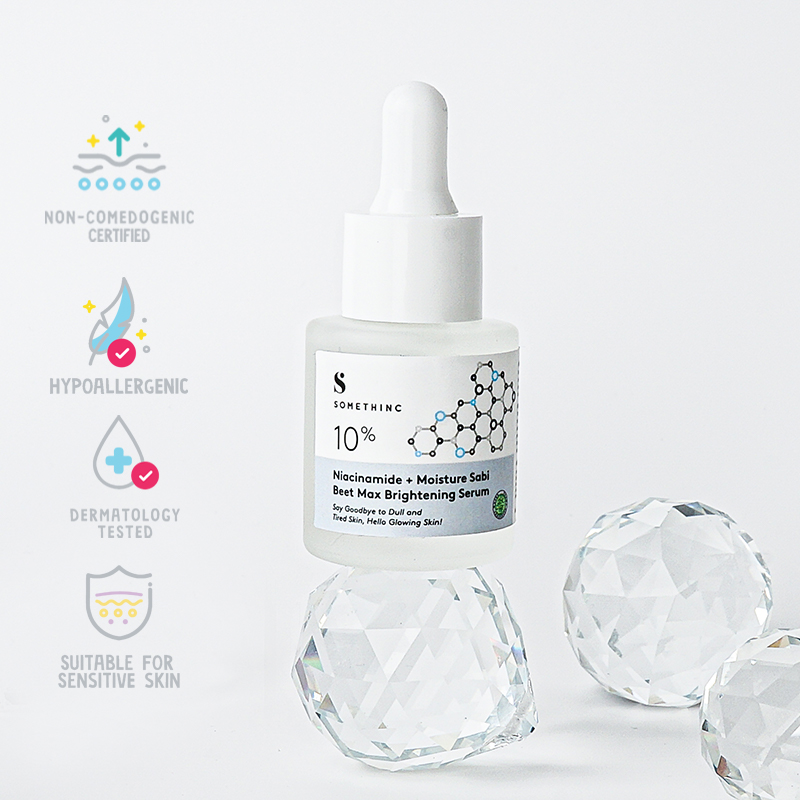 NON-COMEDOGENIC
CERTIFIED
HYPOALLERGENIC
DERMATOLOGY
TESTED
SUITABLE FOR
SENSITIVE SKIN
S
SOMETHINC
10%
Niacinamide + Moisture Sabi
Beet Max Brightening Serum
Say Goodbye to Dull and
Tired Skin, Hello Glowing Skin!